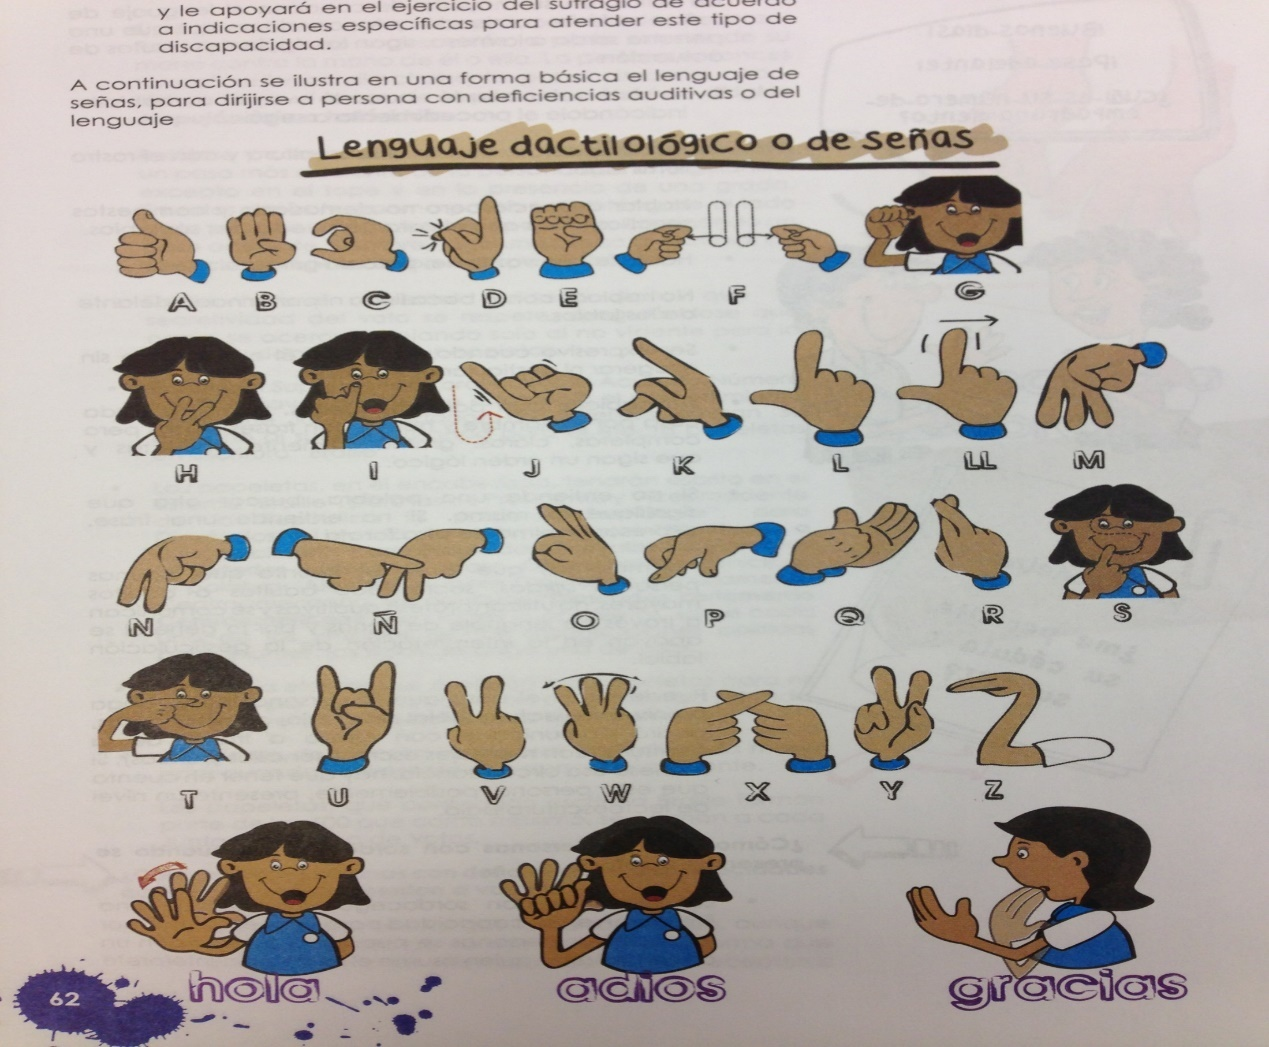 y le apoyará en el ejercicio del sufragio de acuerdo
a indicaciones específicas para atender este tipo de
discapacidad.
A continuación se ilustra en una forma básica el lenguaje de
señas, para dirijirse a persona con deficiencias auditivas o del
lenguaje
Lenguaje dactilológico o de señas
A B C D E F G
H I J K L LL M
N Ñ O P Q R S
T U V W X Y Z
hola adios gracias
62